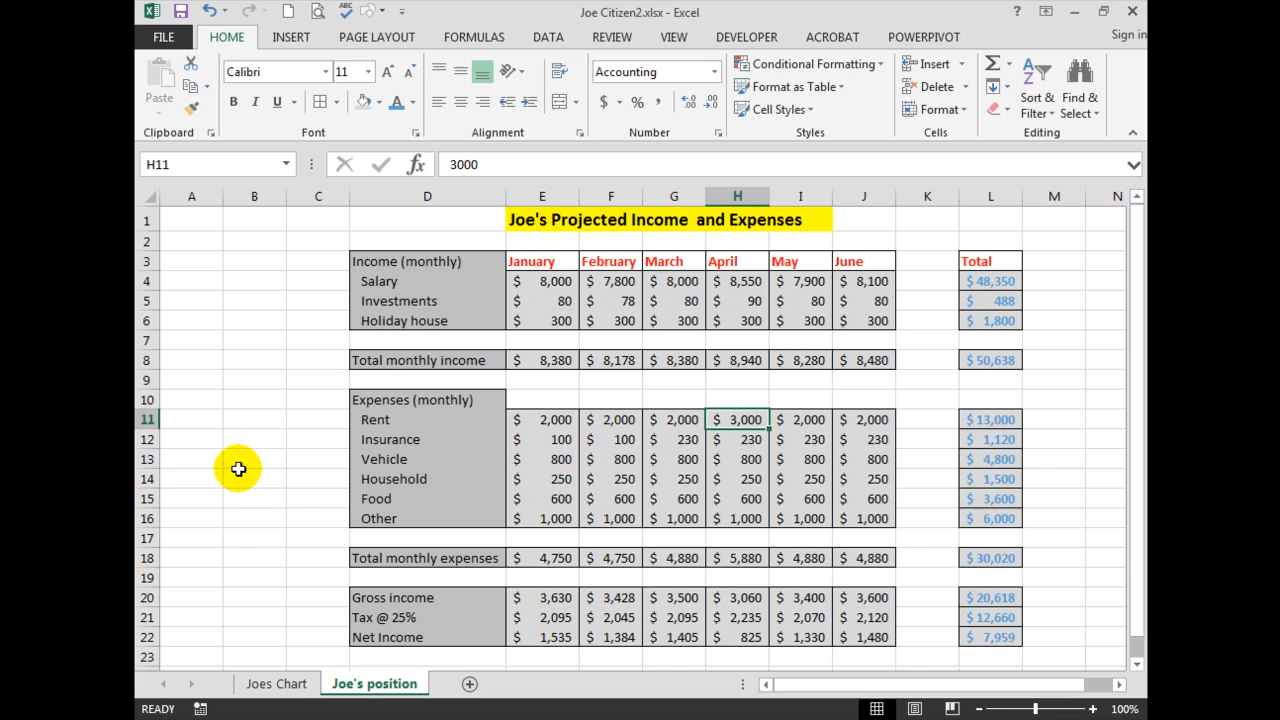 Joe Citizen2.xlsx - Excel
?
FILE HOME INSERT PAGE LAYOUT FORMULAS DATA REVIEW VIEW DEVELOPER ACROBAT POWERPIVOT Sign in
Paste Calibri 11 Accounting Conditional Formatting Insert Sort & Filter Find & Select
B I U A $ % , Format as Table Delete
Cell Styles Format
Clipboard Font Alignment Number Styles Cells Editing
H11 fx 3000
A B C D E F G H I J K L M N
1 Joe's Projected Income and Expenses
2
3 Income (monthly) January February March April May June Total
4 Salary $ 8,000 $ 7,800 $ 8,000 $ 8,550 $ 7,900 $ 8,100 $ 48,350
5 Investments $ 80 $ 78 $ 80 $ 90 $ 80 $ 80 $ 488
6 Holiday house $ 300 $ 300 $ 300 $ 300 $ 300 $ 300 $ 1,800
7
8 Total monthly income $ 8,380 $ 8,178 $ 8,380 $ 8,940 $ 8,280 $ 8,480 $ 50,638
9
10 Expenses (monthly)
11 Rent $ 2,000 $ 2,000 $ 2,000 $ 3,000 $ 2,000 $ 2,000 $ 13,000
12 Insurance $ 100 $ 100 $ 230 $ 230 $ 230 $ 230 $ 1,120
13 Vehicle $ 800 $ 800 $ 800 $ 800 $ 800 $ 800 $ 4,800
14 Household $ 250 $ 250 $ 250 $ 250 $ 250 $ 250 $ 1,500
15 Food $ 600 $ 600 $ 600 $ 600 $ 600 $ 600 $ 3,600
16 Other $ 1,000 $ 1,000 $ 1,000 $ 1,000 $ 1,000 $ 1,000 $ 6,000
17
18 Total monthly expenses $ 4,750 $ 4,750 $ 4,880 $ 5,880 $ 4,880 $ 4,880 $ 30,020
19
20 Gross income $ 3,630 $ 3,428 $ 3,500 $ 3,060 $ 3,400 $ 3,600 $ 20,618
21 Tax @ 25% $ 2,095 $ 2,045 $ 2,095 $ 2,235 $ 2,070 $ 2,120 $ 12,660
22 Net Income $ 1,535 $ 1,384 $ 1,405 $ 825 $ 1,330 $ 1,480 $ 7,959
23
Joes Chart Joe's position
READY 100%